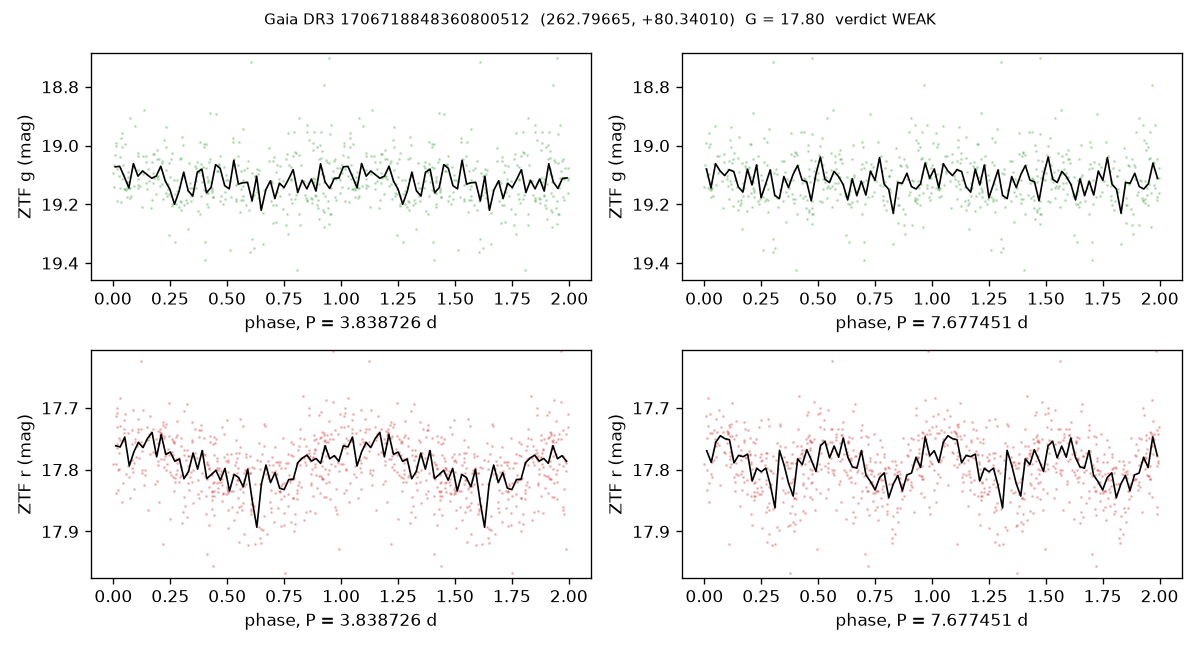 Gaia DR3 1706718848360800512 (262.79665, +80.34010) G = 17.80 verdict WEAK
ZTF g (mag)
18.8
19.0
19.2
19.4
0.00 0.25 0.50 0.75 1.00 1.25 1.50 1.75 2.00
phase, P = 3.838726 d
ZTF g (mag)
18.8
19.0
19.2
19.4
0.00 0.25 0.50 0.75 1.00 1.25 1.50 1.75 2.00
phase, P = 7.677451 d
ZTF r (mag)
17.7
17.8
17.9
0.00 0.25 0.50 0.75 1.00 1.25 1.50 1.75 2.00
phase, P = 3.838726 d
ZTF r (mag)
17.7
17.8
17.9
0.00 0.25 0.50 0.75 1.00 1.25 1.50 1.75 2.00
phase, P = 7.677451 d